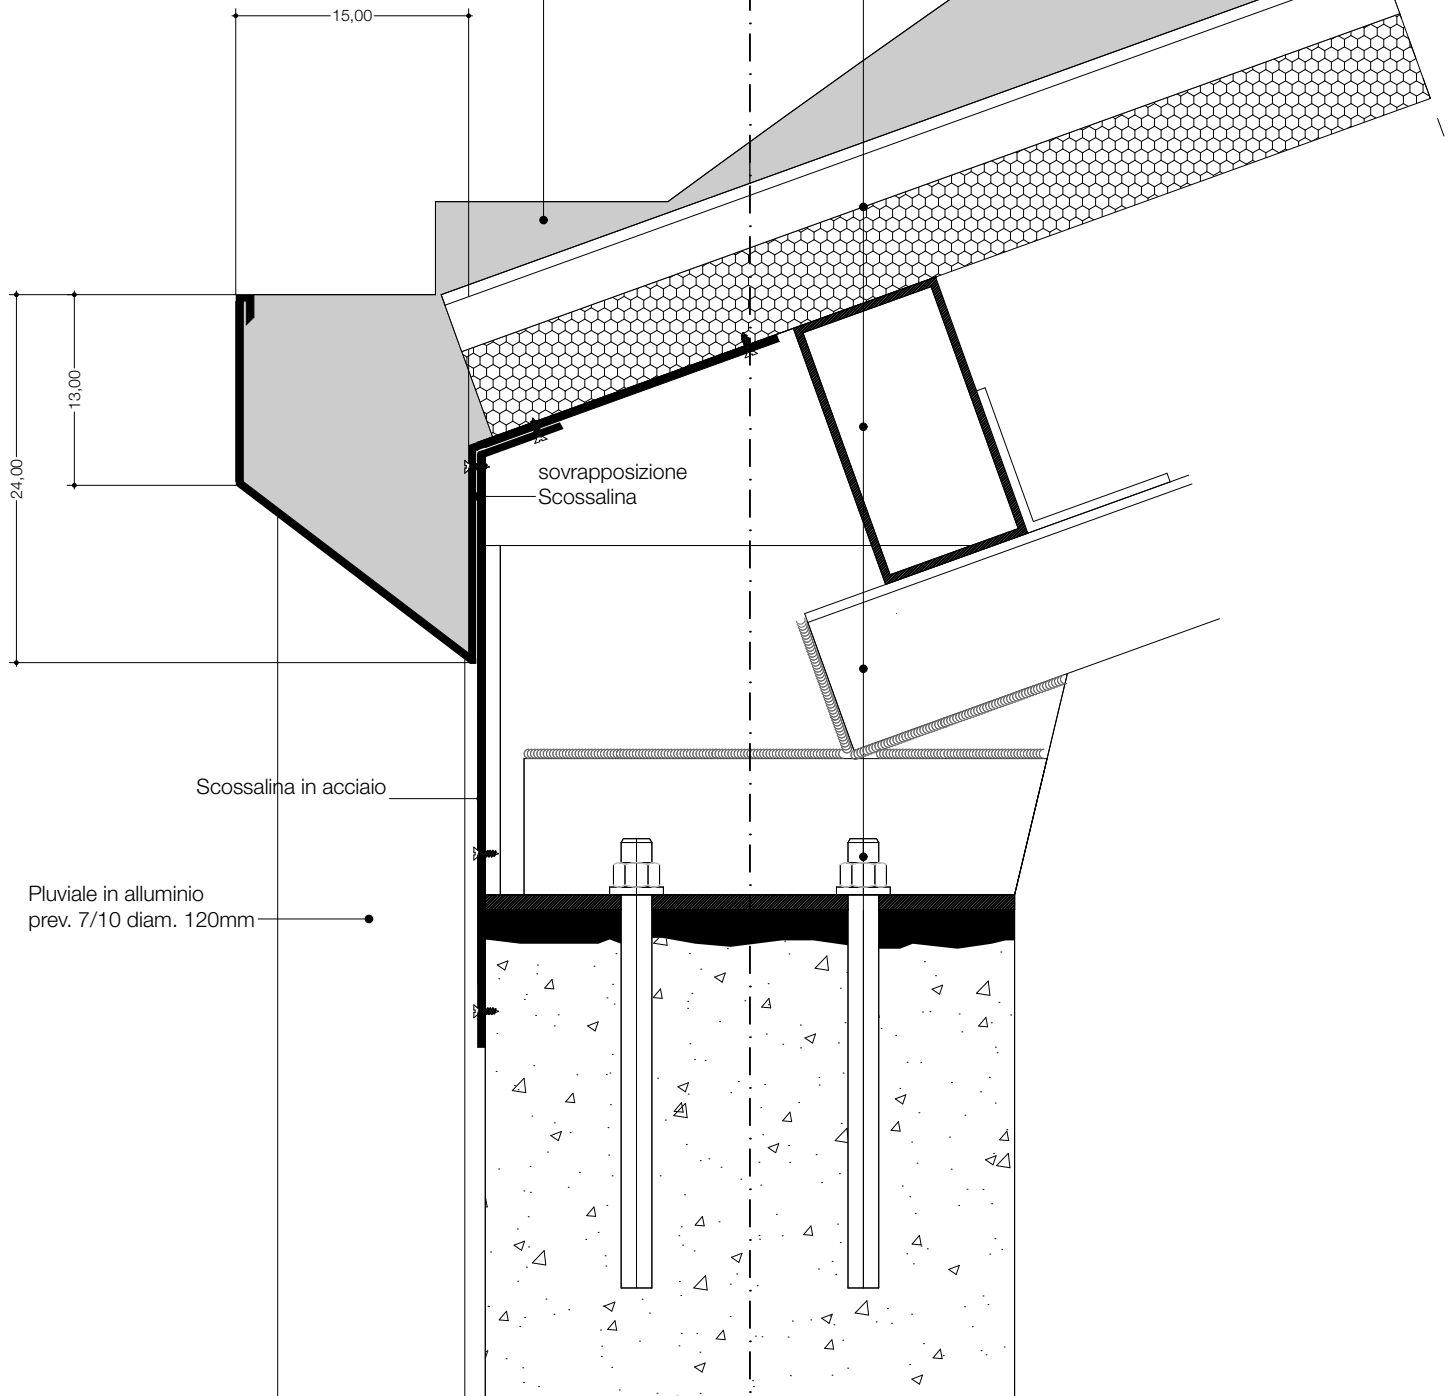 15,00
13,00
24,00
sovrapposizione
Scossalina
Scossalina in acciaio
Pluviale in alluminio
prev. 7/10 diam. 120mm